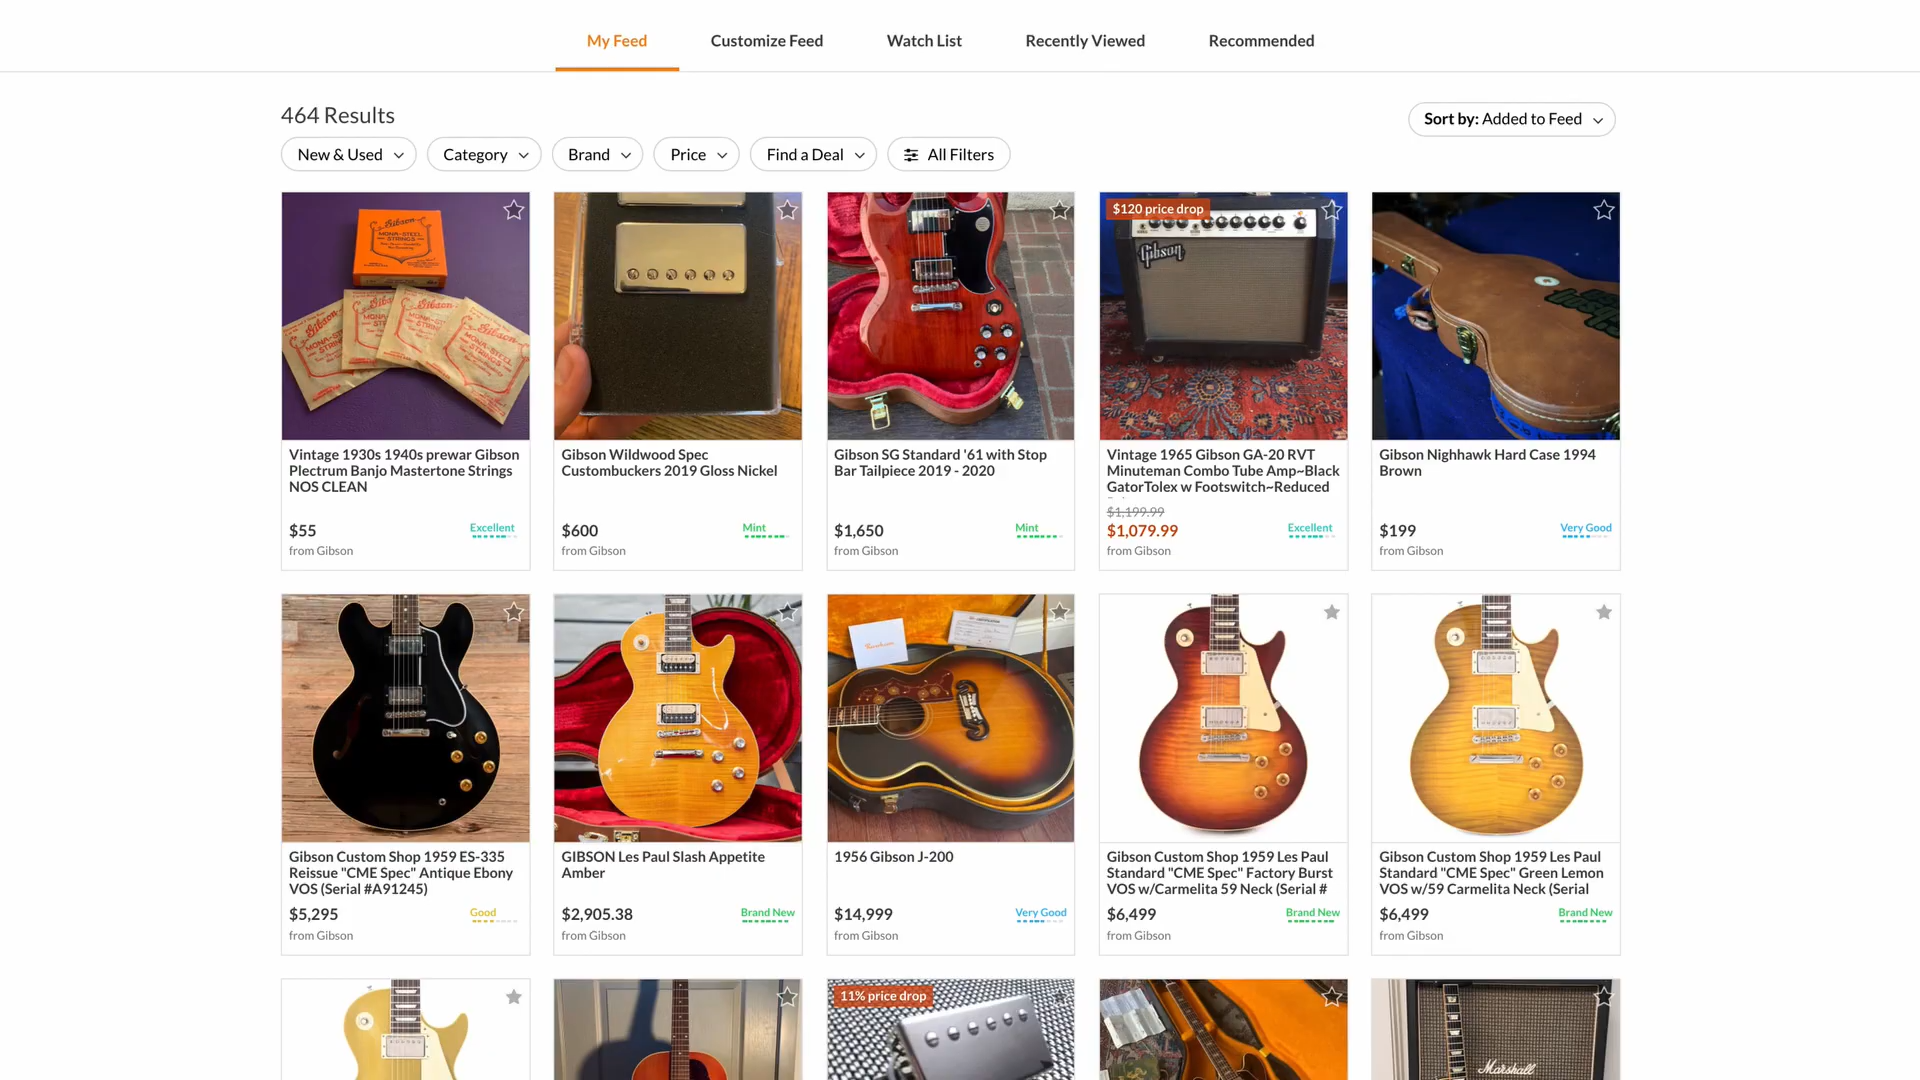 My Feed
Customize Feed
Watch List
Recently Viewed
Recommended
464 Results
Sort by: Added to Feed
New & Used
Category
Brand
Price
Find a Deal
All Filters
$120 price drop
Gibson
MONA-STEEL
STRINGS
Gibson
Vintage 1930s 1940s prewar Gibson
Plectrum Banjo Mastertone Strings
NOS CLEAN
$55
Excellent
from Gibson
Gibson Wildwood Spec
Custombuckers 2019 Gloss Nickel
$600
Mint
from Gibson
Gibson SG Standard '61 with Stop
Bar Tailpiece 2019 - 2020
$1,650
Mint
from Gibson
Vintage 1965 Gibson GA-20 RVT
Minuteman Combo Tube Amp~Black
GatorTolex w Footswitch~Reduced
$1,199.99
$1,079.99
Excellent
from Gibson
Gibson Nighhawk Hard Case 1994
Brown
$199
Very Good
from Gibson
Gibson Custom Shop 1959 ES-335
Reissue "CME Spec" Antique Ebony
VOS (Serial #A91245)
$5,295
Good
from Gibson
GIBSON Les Paul Slash Appetite
Amber
$2,905.38
Brand New
from Gibson
1956 Gibson J-200
$14,999
Very Good
from Gibson
Gibson Custom Shop 1959 Les Paul
Standard "CME Spec" Factory Burst
VOS w/Carmelita 59 Neck (Serial #
$6,499
Brand New
from Gibson
Gibson Custom Shop 1959 Les Paul
Standard "CME Spec" Green Lemon
VOS w/59 Carmelita Neck (Serial
$6,499
Brand New
from Gibson
11% price drop
Marshall